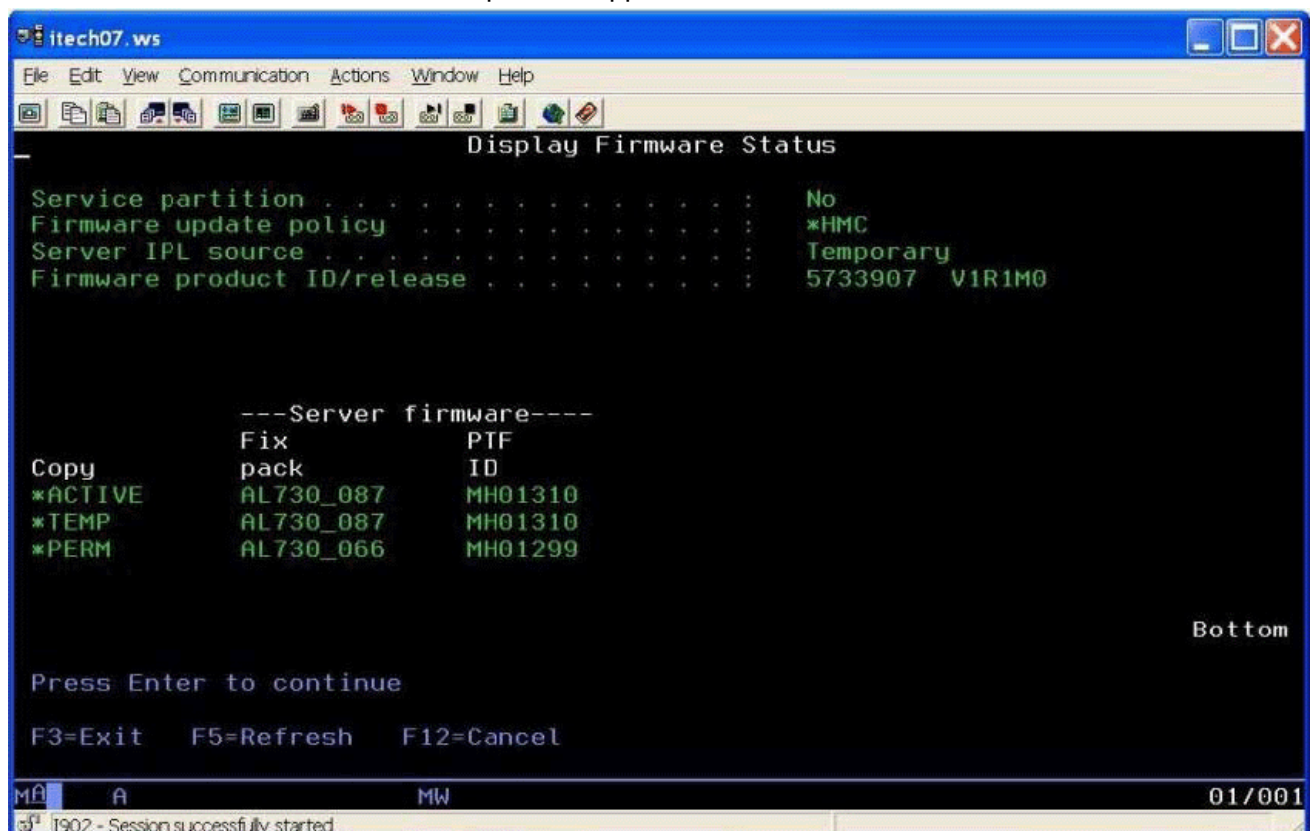 itech07.ws
File Edit View Communication Actions Window Help
Display Firmware Status
Service partition . . . . . . . . . . . . . . . . : No
Firmware update policy . . . . . . . . . . . . : *HMC
Server IPL source . . . . . . . . . . . . . . . . : Temporary
Firmware product ID/release . . . . . . . . . . : 5733907 V1R1M0
---Server firmware----
Fix PTF
Copy pack ID
*ACTIVE AL730_087 MH01310
*TEMP AL730_087 MH01310
*PERM AL730_066 MH01299
Bottom
Press Enter to continue
F3=Exit F5=Refresh F12=Cancel
MA A MW 01/001
I902 - Session successfully started